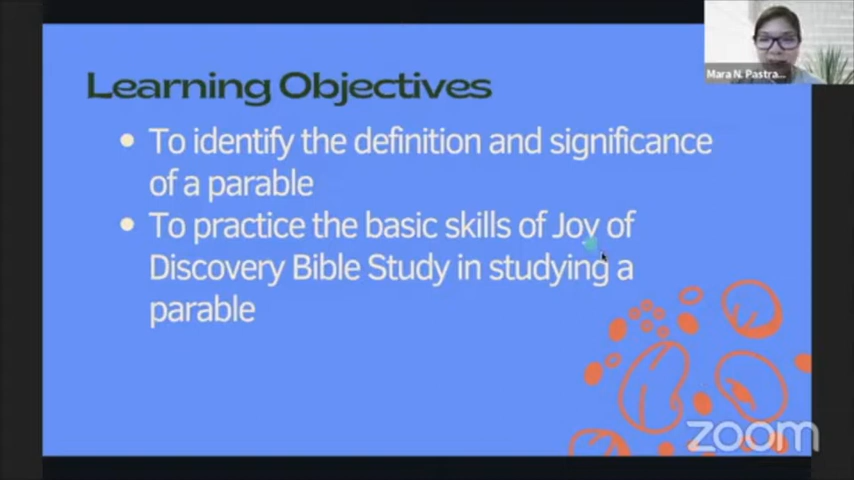 Mara N. Pastra...
Learning Objectives
To identify the definition and significance
of a parable
To practice the basic skills of Joy of
Discovery Bible Study in studying a
parable
zoom